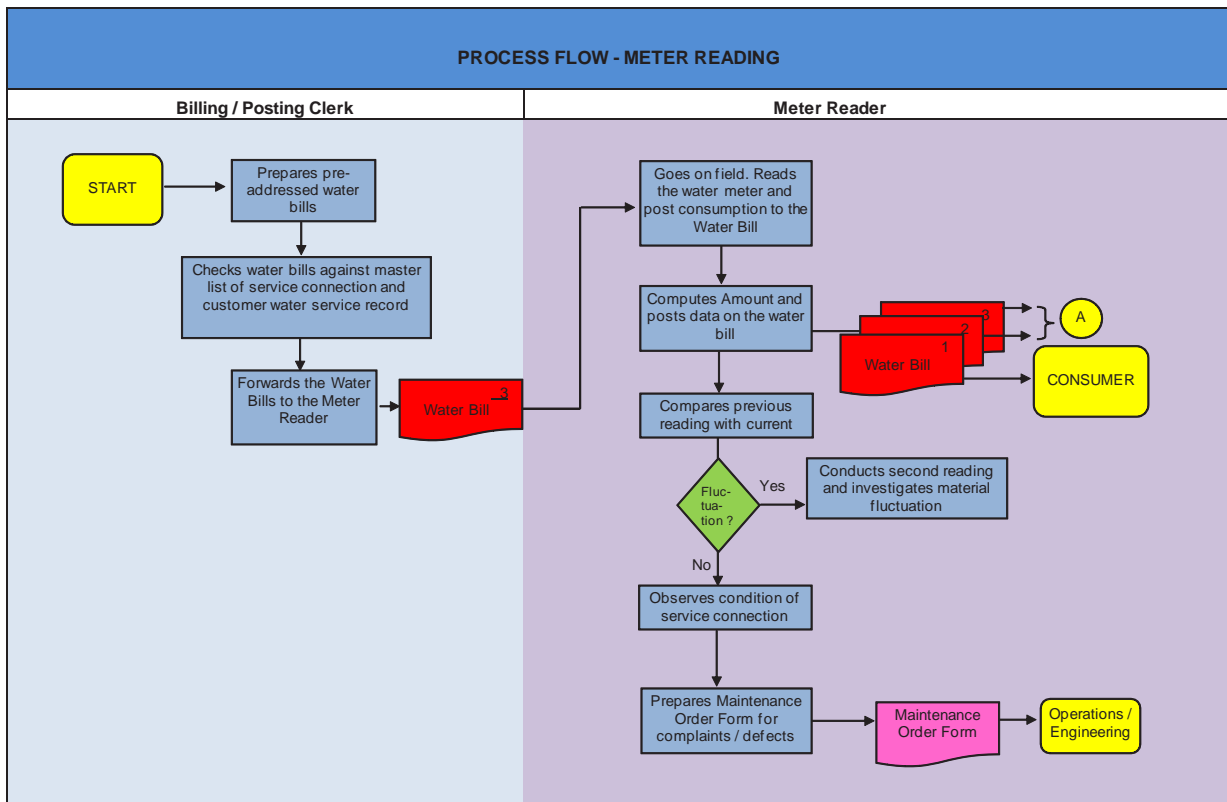 PROCESS FLOW - METER READING
Billing / Posting Clerk
Meter Reader
START
Prepares pre-
addressed water
bills
Checks water bills against master
list of service connection and
customer water service record
Forwards the Water
Bills to the Meter
Reader
3
Water Bill
Goes on field. Reads
the water meter and
post consumption to the
Water Bill
Computes Amount and
posts data on the water
bill
3
2
1
Water Bill
A
CONSUMER
Compares previous
reading with current
Fluc-
tua-
tion ?
Yes
Conducts second reading
and investigates material
fluctuation
No
Observes condition of
service connection
Prepares Maintenance
Order Form for
complaints / defects
Maintenance
Order Form
Operations /
Engineering